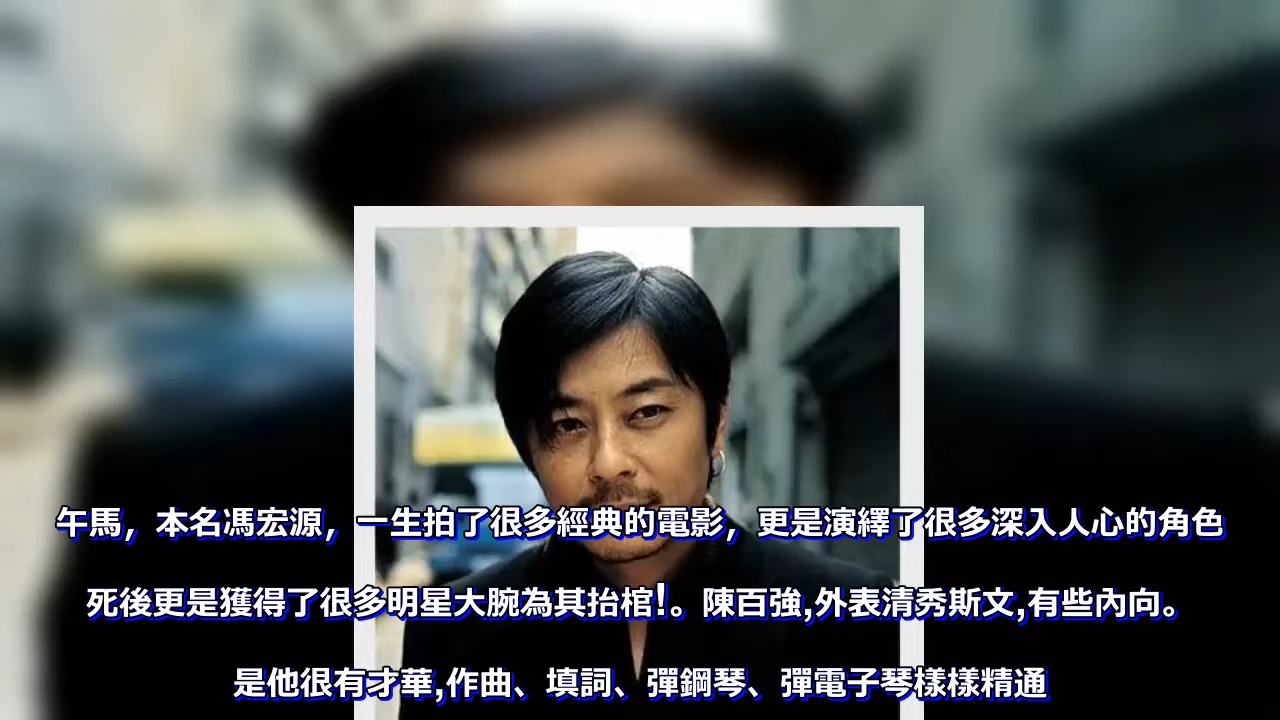 午馬，本名馮宏源，一生拍了很多經典的電影，更是演繹了很多深入人心的角色
死後更是獲得了很多明星大腕為其抬棺!。陳百強,外表清秀斯文,有些內向。
是他很有才華,作曲、填詞、彈鋼琴、彈電子琴樣樣精通